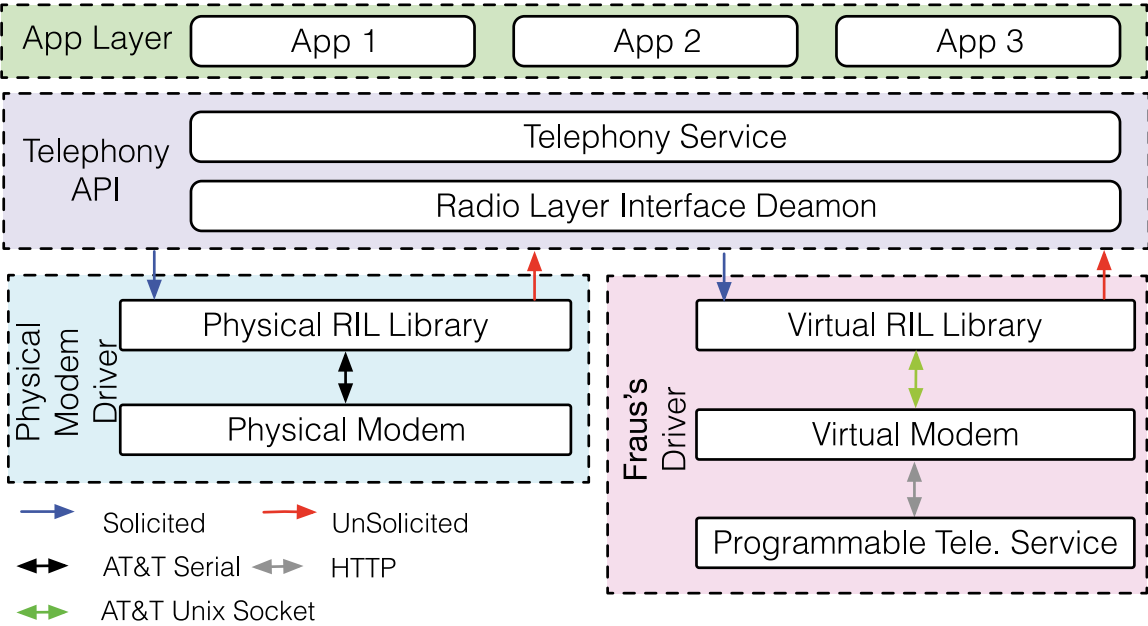 App Layer
App 1
App 2
App 3
Telephony
API
Telephony Service
Radio Layer Interface Deamon
Physical
Modem
Driver
Physical RIL Library
Physical Modem
Fraus's
Driver
Virtual RIL Library
Virtual Modem
Programmable Tele. Service
Solicited
UnSolicited
AT&T Serial
HTTP
AT&T Unix Socket